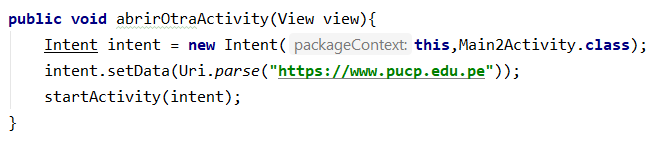 public void abrirOtraActivity(View view){
Intent intent = new Intent( packageContext: this,Main2Activity.class);
intent.setData(Uri.parse("https://www.pucp.edu.pe"));
startActivity(intent);
}